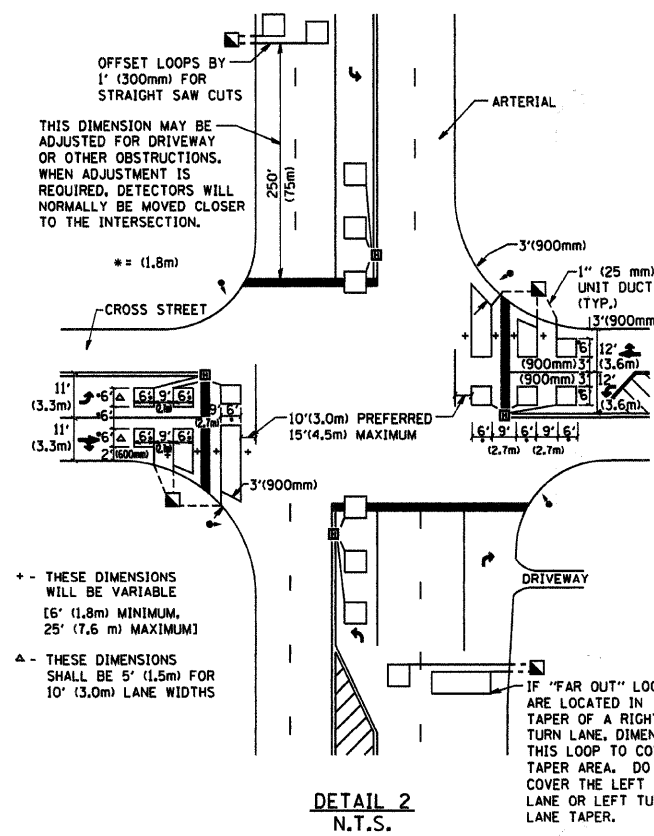 OFFSET LOOPS BY
1' (300mm) FOR
STRAIGHT SAW CUTS
ARTERIAL
THIS DIMENSION MAY BE
ADJUSTED FOR DRIVEWAY
OR OTHER OBSTRUCTIONS.
WHEN ADJUSTMENT IS
REQUIRED, DETECTORS WILL
NORMALLY BE MOVED CLOSER
TO THE INTERSECTION.
250'
(75m)
* = (1.8m)
3'(900mm)
1" (25 mm)
UNIT DUCT
(TYP.)
CROSS STREET
3'(900mm
6'
12'
(3.6m)
(900mm) 3'
(900mm) 3'
12'
6'
(3.6m)
11'
(3.3m)
*6'
6' 9' 6'
(2.7m)
*6'
9' 6'
(2.7m)
11'
(3.3m)
*6'
6' 9' 6'
2' (600mm)
10'(3.0m) PREFERRED
15'(4.5m) MAXIMUM
6' 9' 6' 9' 6'
(2.7m) (2.7m)
3'(900mm)
+ - THESE DIMENSIONS
WILL BE VARIABLE
[6' (1.8m) MINIMUM,
25' (7.6 m) MAXIMUM]
DRIVEWAY
△ - THESE DIMENSIONS
SHALL BE 5' (1.5m) FOR
10' (3.0m) LANE WIDTHS
IF "FAR OUT" LOO
ARE LOCATED IN
TAPER OF A RIGHT
TURN LANE, DIMEN
THIS LOOP TO CO
TAPER AREA. DO
COVER THE LEFT
LANE OR LEFT TU
LANE TAPER.
DETAIL 2
N.T.S.